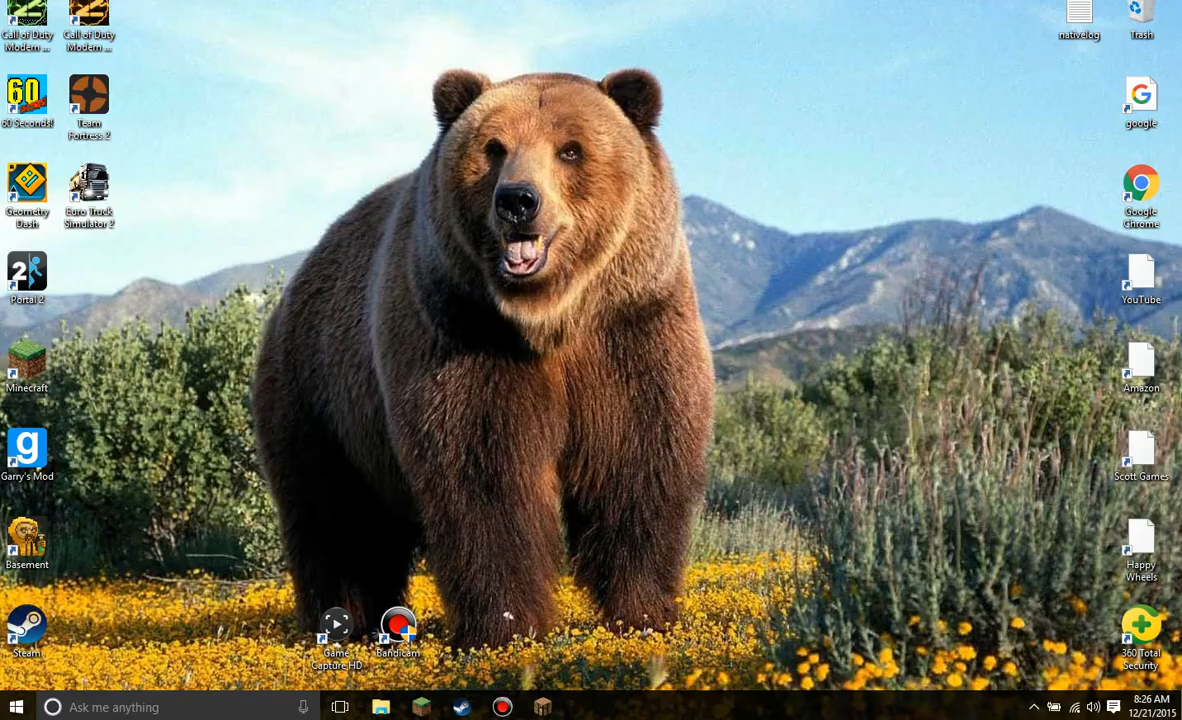 Call of Duty
Modern ...
Call of Duty
Modern ...
nativelog
Trash
60
60 Seconds!
Team
Fortress 2
G
google
Geometry
Dash
Euro Truck
Simulator 2
Google
Chrome
2
Portal 2
YouTube
Minecraft
Amazon
g
Garry's Mod
Scott Games
Basement
Happy
Wheels
Steam
Game
Capture HD
Bandicam
360 Total
Security
Ask me anything
8:26 AM
12/21/2015